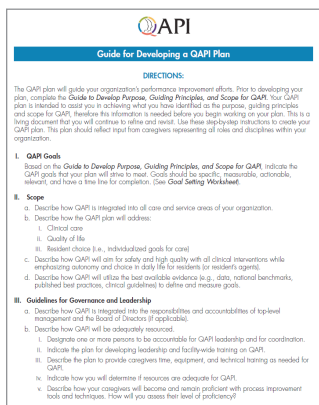 QAPI
Guide for Developing a QAPI Plan
DIRECTIONS:
The QAPI plan will guide your organization's performance improvement efforts. Prior to developing your
plan, complete the Guide to Develop Purpose, Guiding Principles, and Scope for QAPI. Your QAPI
plan is intended to assist you in achieving what you have identified as the purpose, guiding principles
and scope for QAPI, therefore this information is needed before you begin working on your plan. This is a
living document that you will continue to refine and revisit. Use these step-by-step instructions to create your
QAPI plan. This plan should reflect input from caregivers representing all roles and disciplines within your
organization.
I. QAPI Goals
Based on the Guide to Develop Purpose, Guiding Principles, and Scope for QAPI, indicate the
QAPI goals that your plan will strive to meet. Goals should be specific, measurable, actionable,
relevant, and have a time line for completion. (See Goal Setting Worksheet).
II. Scope
a. Describe how QAPI is integrated into all care and service areas of your organization.
b. Describe how the QAPI plan will address:
I. Clinical care
II. Quality of life
III. Resident choice (i.e., individualized goals for care)
c. Describe how QAPI will aim for safety and high quality with all clinical interventions while
emphasizing autonomy and choice in daily life for residents (or resident's agents).
d. Describe how QAPI will utilize the best available evidence (e.g., data, national benchmarks,
published best practices, clinical guidelines) to define and measure goals.
III. Guidelines for Governance and Leadership
a. Describe how QAPI is integrated into the responsibilities and accountabilities of top-level
management and the Board of Directors (if applicable).
b. Describe how QAPI will be adequately resourced.
I. Designate one or more persons to be accountable for QAPI leadership and for coordination.
II. Indicate the plan for developing leadership and facility-wide training on QAPI.
III. Describe the plan to provide caregivers time, equipment, and technical training as needed for
QAPI.
IV. Indicate how you will determine if resources are adequate for QAPI.
V. Describe how your caregivers will become and remain proficient with process improvement
tools and techniques. How will you assess their level of proficiency?